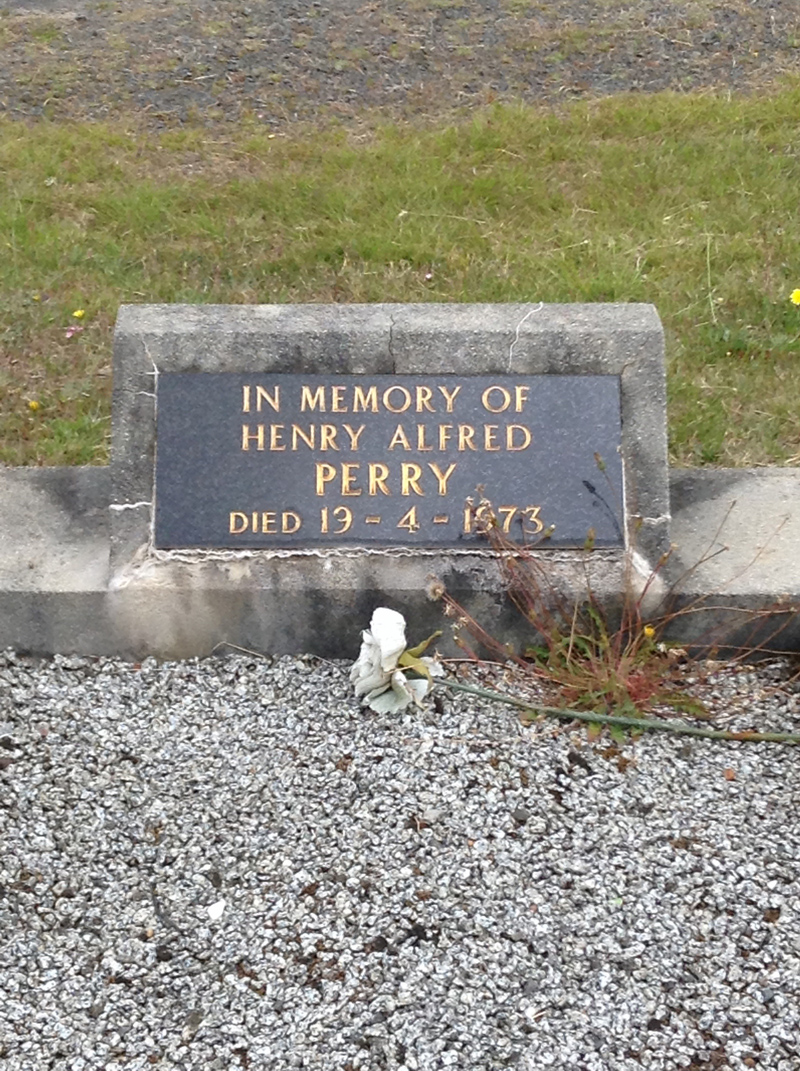 IN MEMORY OF
HENRY ALFRED
PERRY
DIED 19 - 4 - 1973.